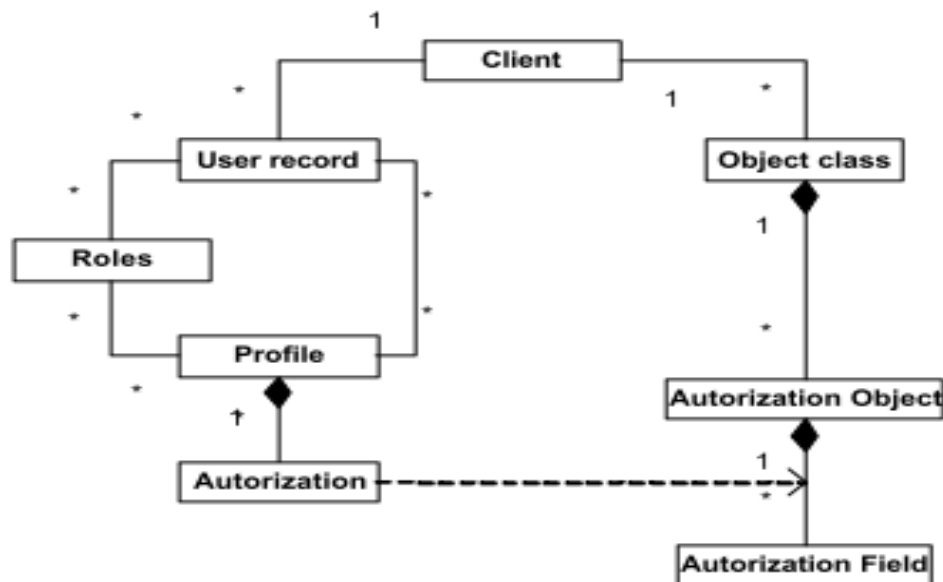 1
Client
*
1
*
*
User record
Object class
*
*
1
Roles
*
*
*
Profile
*
Autorization Object
1
Autorization
1
*
Autorization Field